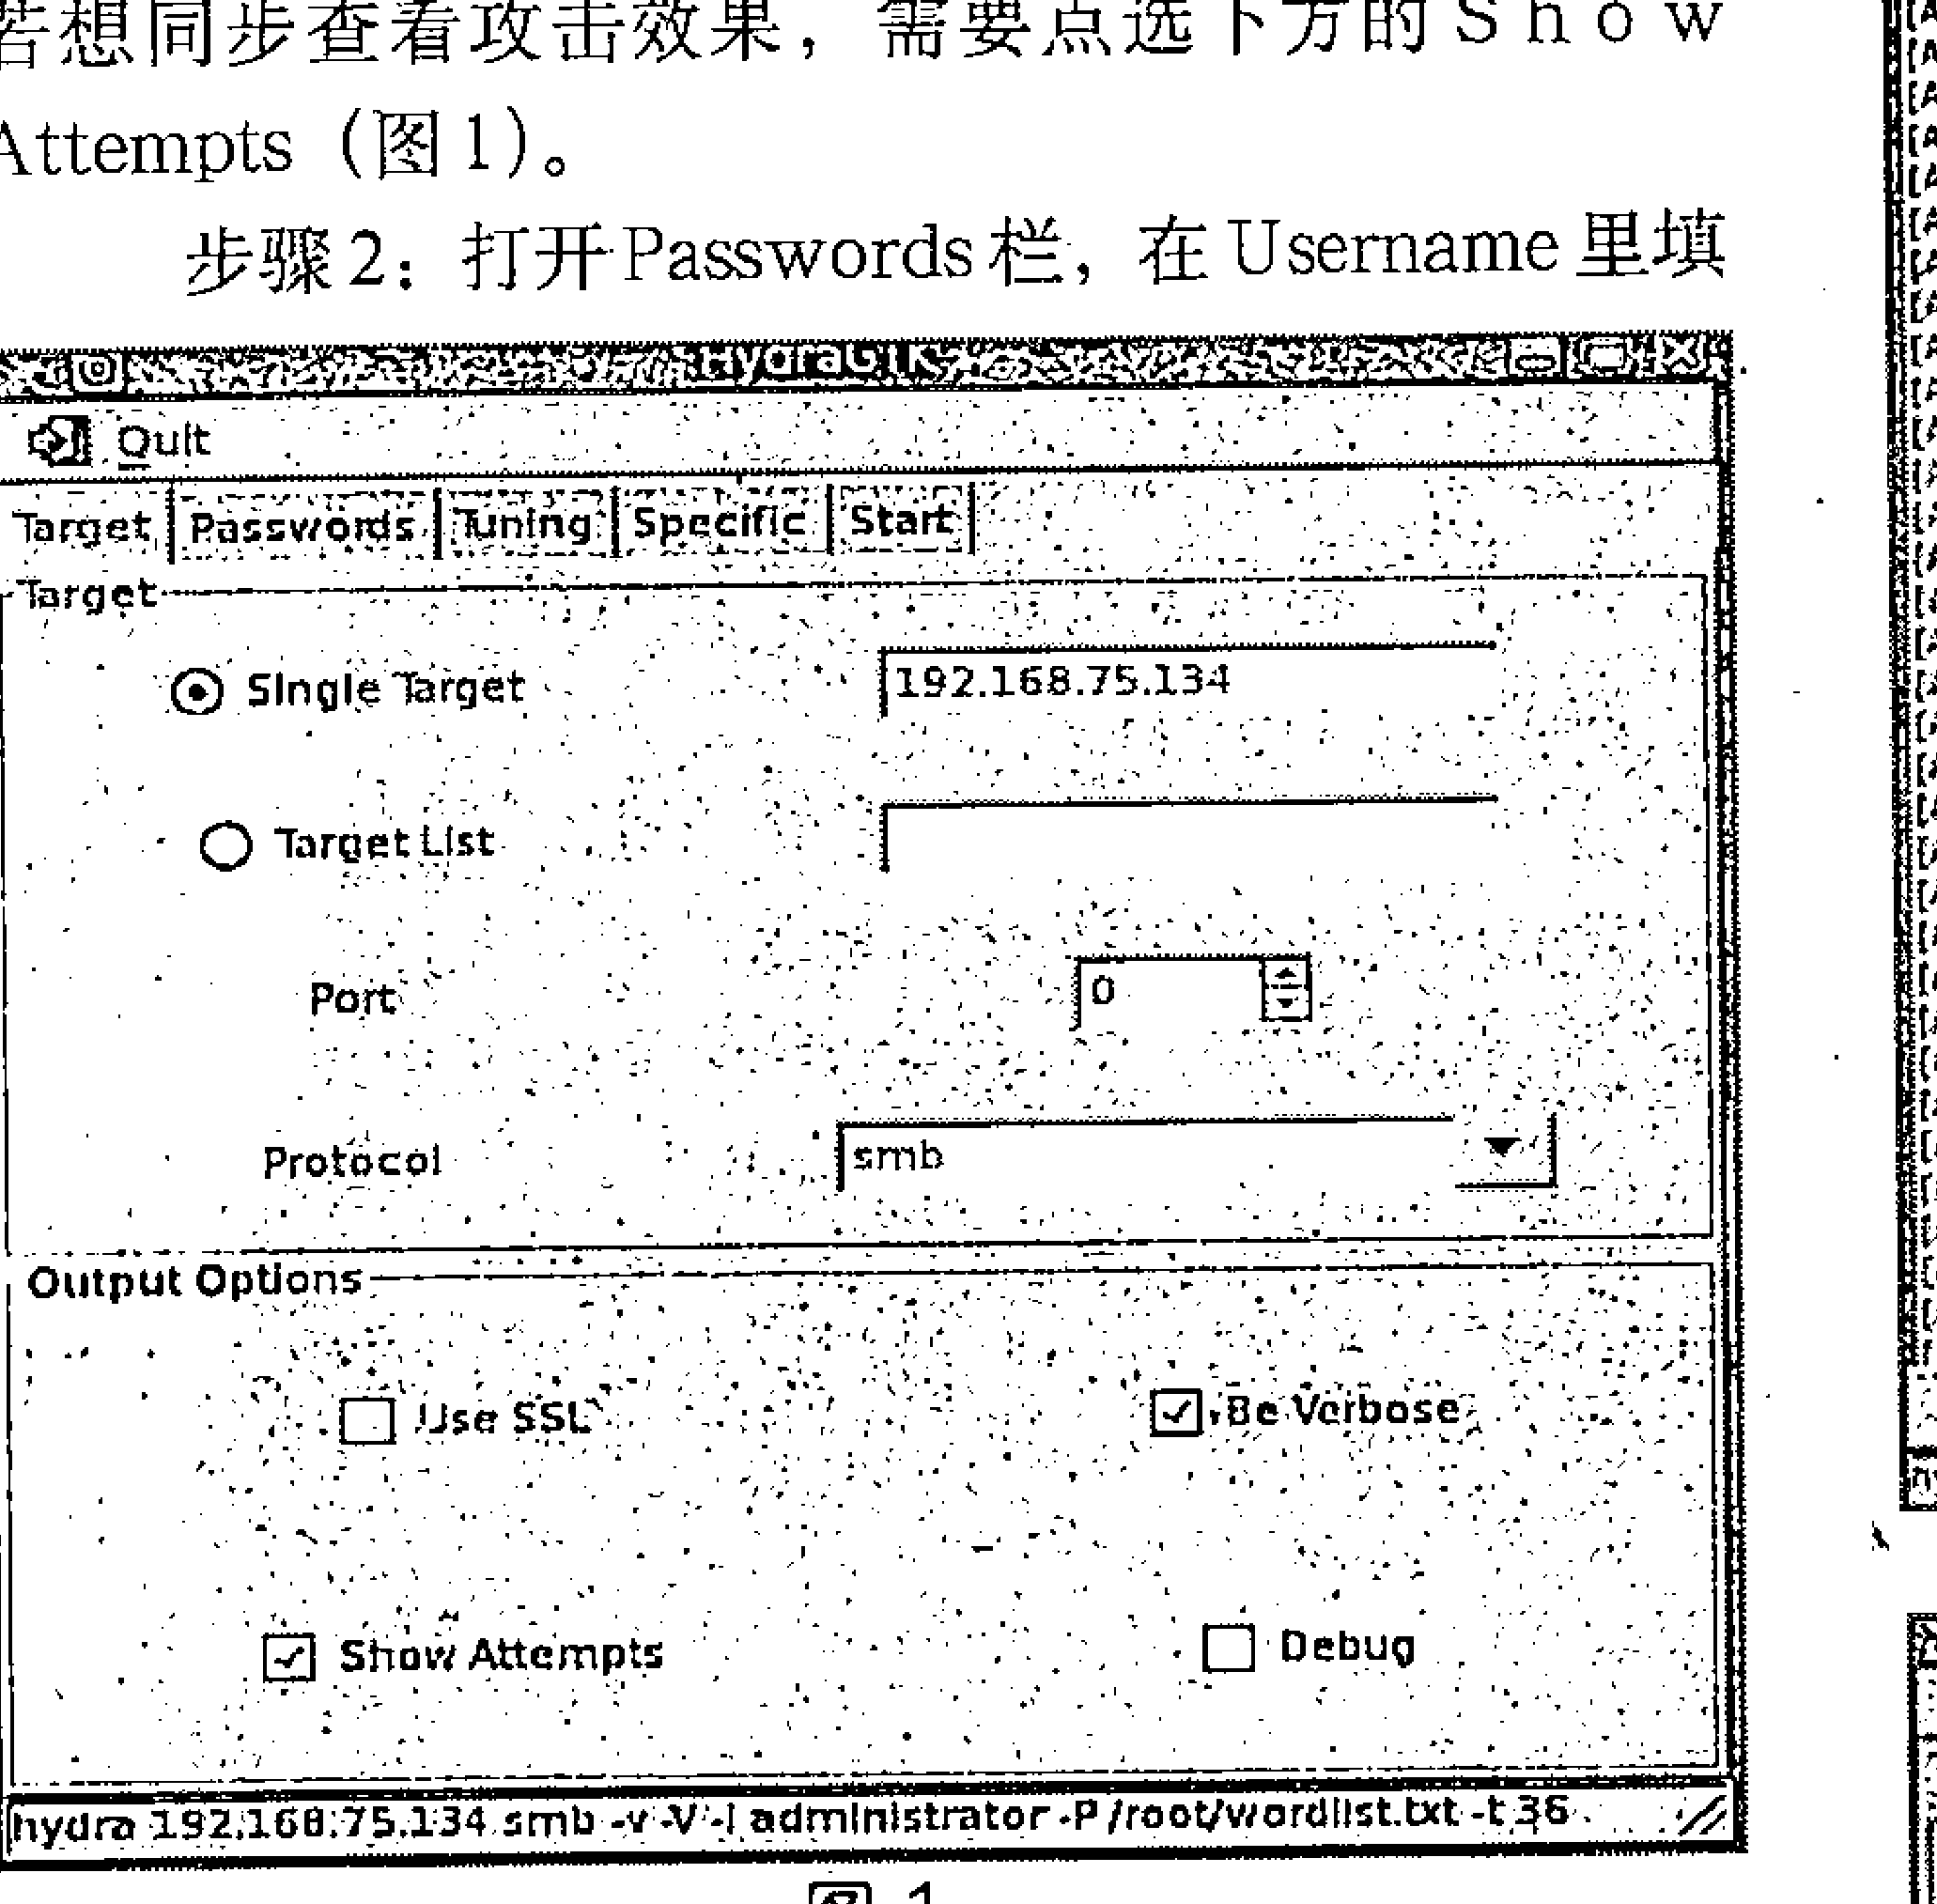 若想同步查看攻击效果，需要点选下方的Show
Attempts（图1）。
步骤2：打开Passwords栏，在Username里填
HydraGTK
Quit
Target Passwords Tuning Specific Start
Target
Single Target 192.168.75.134
Target List
Port 0
Protocol smb
Output Options
Use SSL Be Verbose
Show Attempts Debug
hydra 192.168.75.134 smb -v -V -l administrator -P /root/wordlist.txt -t 36
图 1